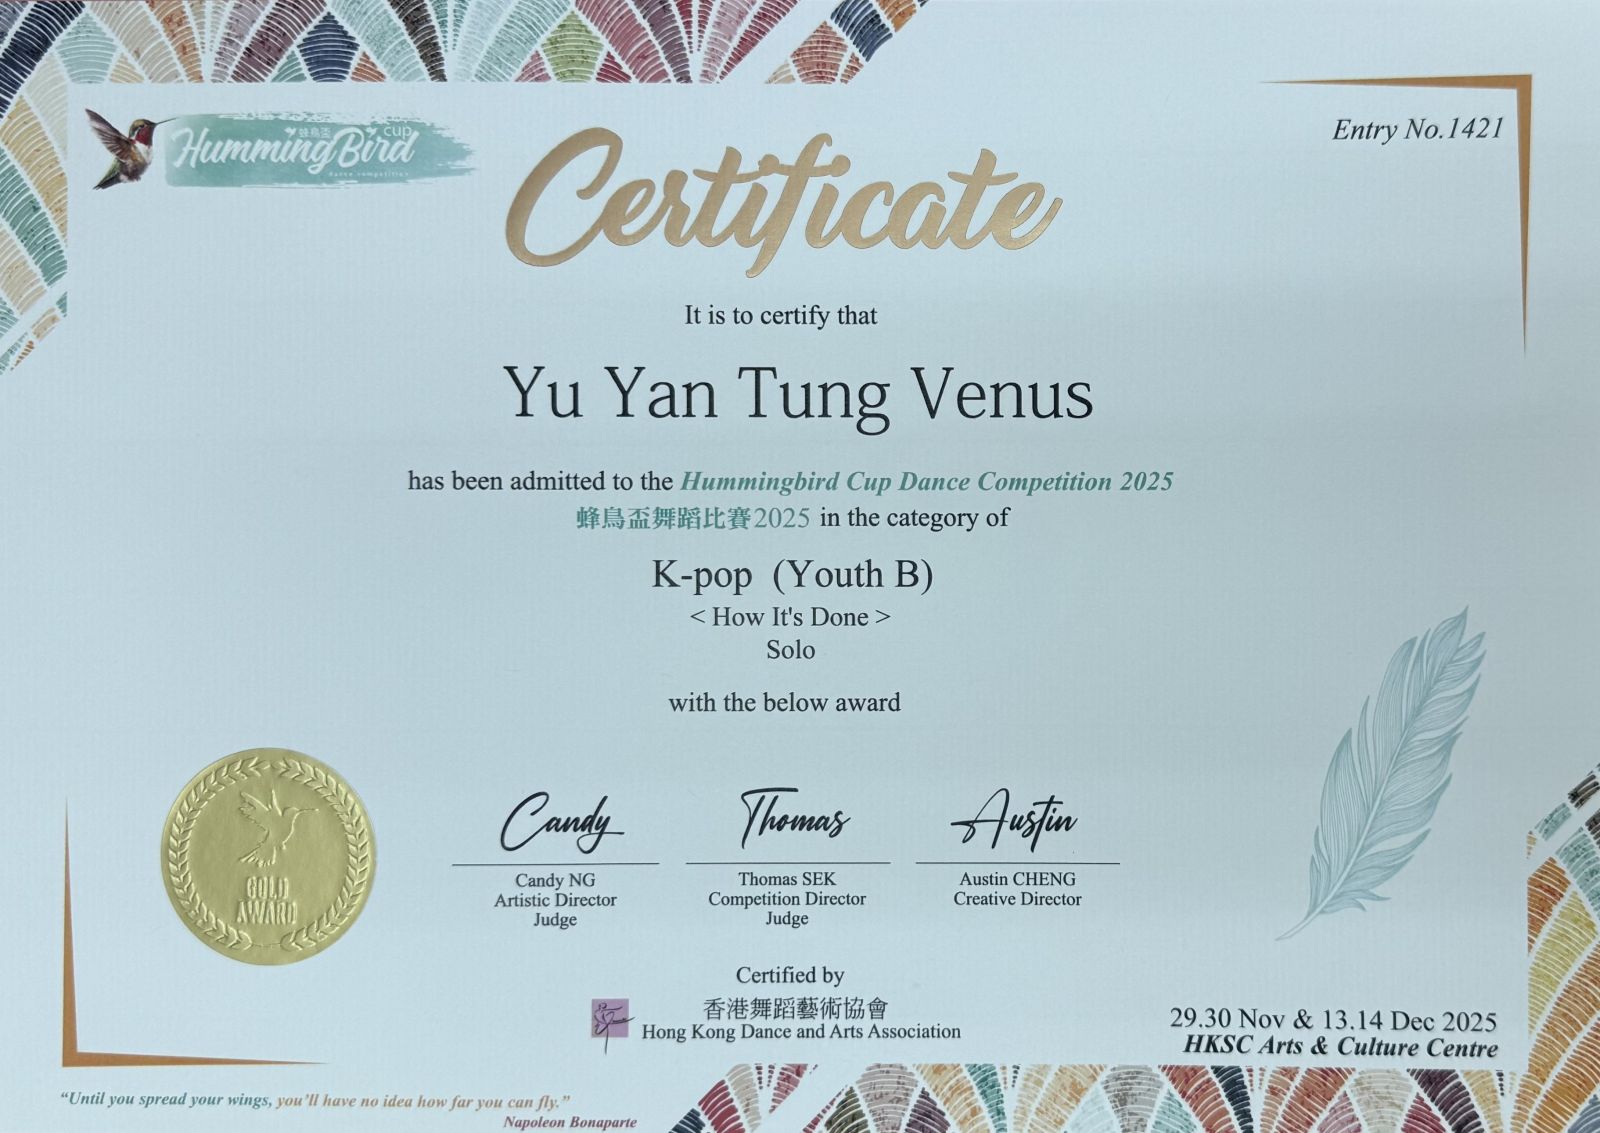 蜂鳥盃 cup
HummingBird
dance competition
Entry No.1421
Certificate
It is to certify that
Yu Yan Tung Venus
has been admitted to the Hummingbird Cup Dance Competition 2025
蜂鳥盃舞蹈比賽2025 in the category of
K-pop (Youth B)
< How It's Done >
Solo
with the below award
GOLD
AWARD
Candy
Candy NG
Artistic Director
Judge
Thomas
Thomas SEK
Competition Director
Judge
Austin
Austin CHENG
Creative Director
Certified by
香港舞蹈藝術協會
Hong Kong Dance and Arts Association
29.30 Nov & 13.14 Dec 2025
HKSC Arts & Culture Centre
“Until you spread your wings, you’ll have no idea how far you can fly.”
Napoleon Bonaparte